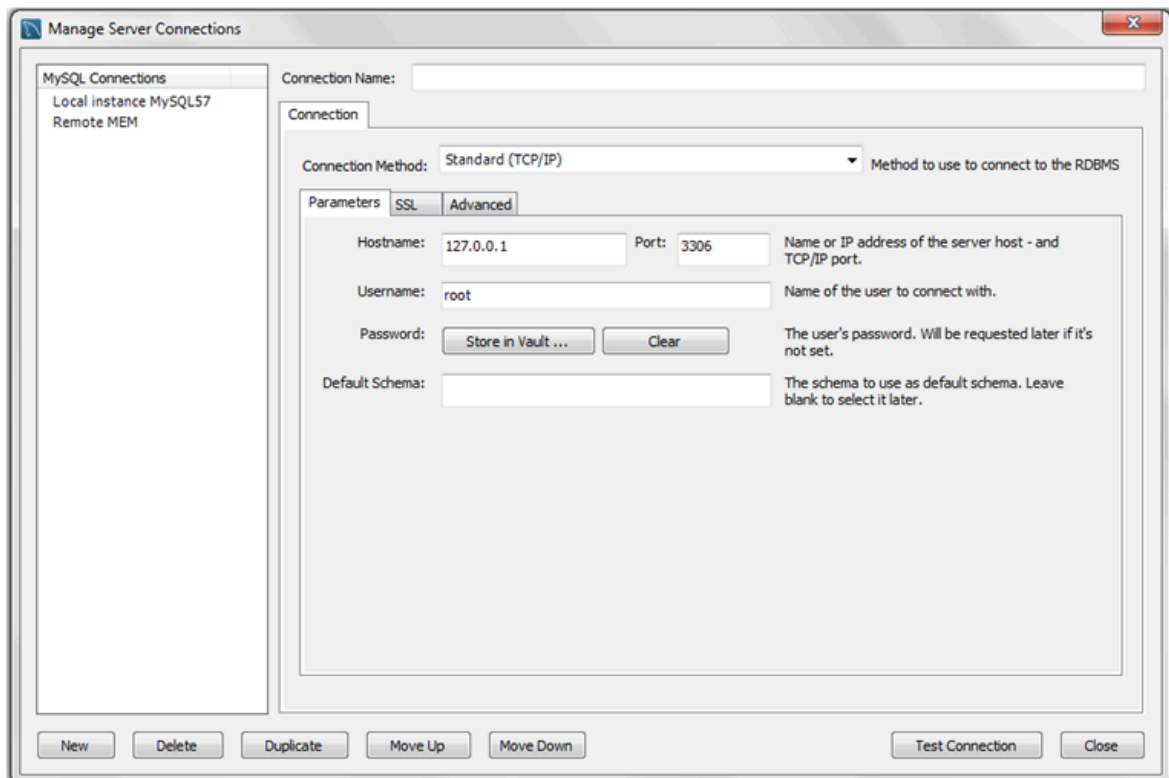 Manage Server Connections
MySQL Connections
Local instance MySQL57
Remote MEM
Connection Name:
Connection
Connection Method: Standard (TCP/IP) Method to use to connect to the RDBMS
Parameters SSL Advanced
Hostname: 127.0.0.1 Port: 3306 Name or IP address of the server host - and
TCP/IP port.
Username: root Name of the user to connect with.
Password: Store in Vault ... Clear The user's password. Will be requested later if it's
not set.
Default Schema: The schema to use as default schema. Leave
blank to select it later.
New Delete Duplicate Move Up Move Down Test Connection Close